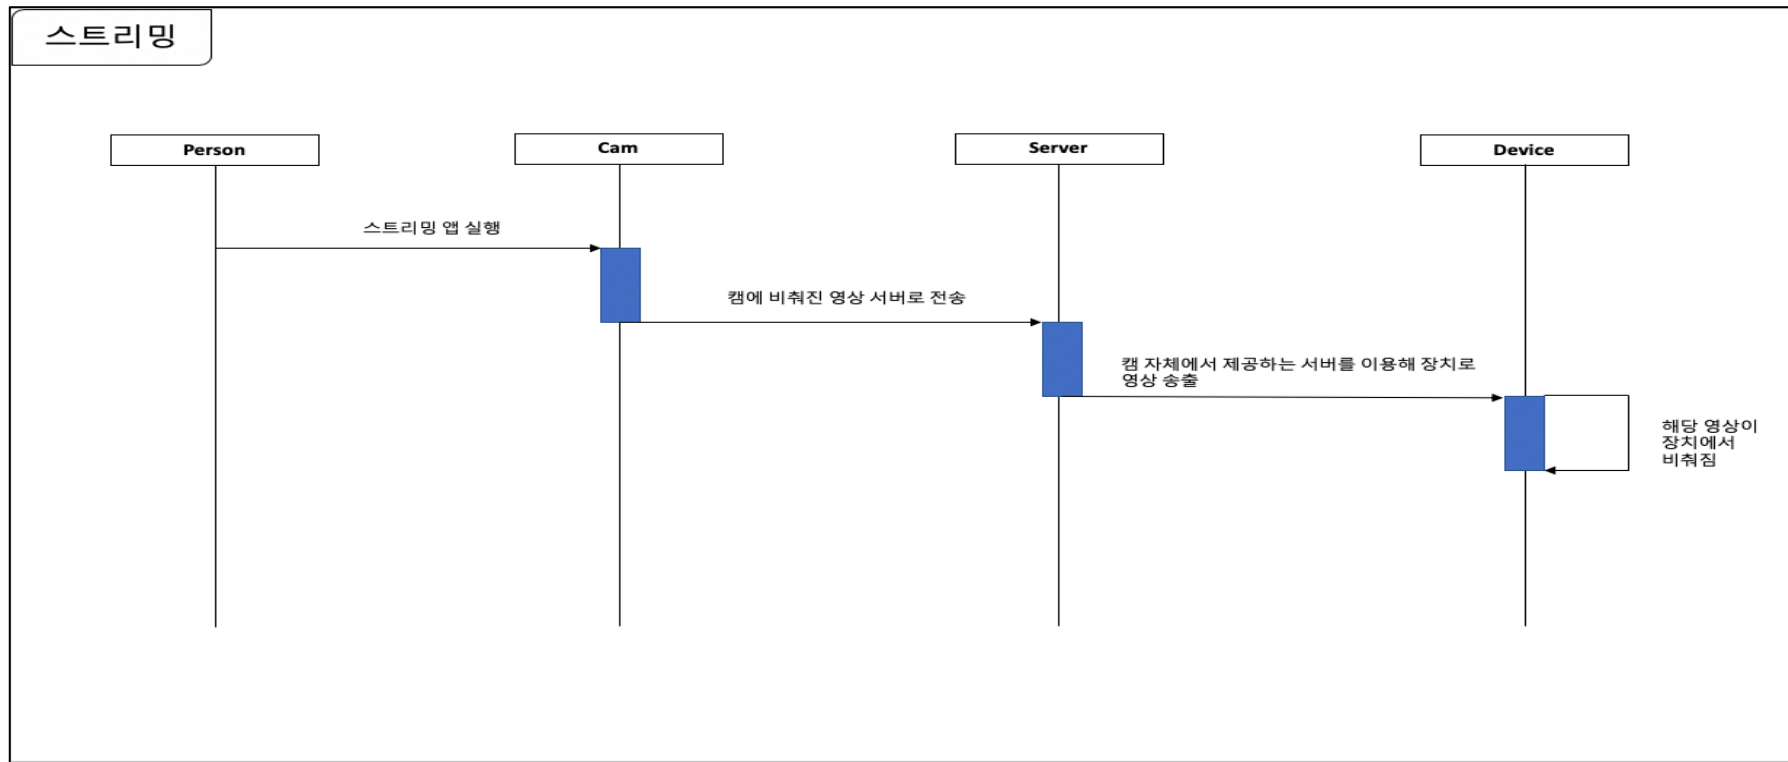 스트리밍
Person
Cam
Server
Device
스트리밍 앱 실행
캠에 비춰진 영상 서버로 전송
캠 자체에서 제공하는 서버를 이용해 장치로
영상 송출
해당 영상이
장치에서
비춰짐